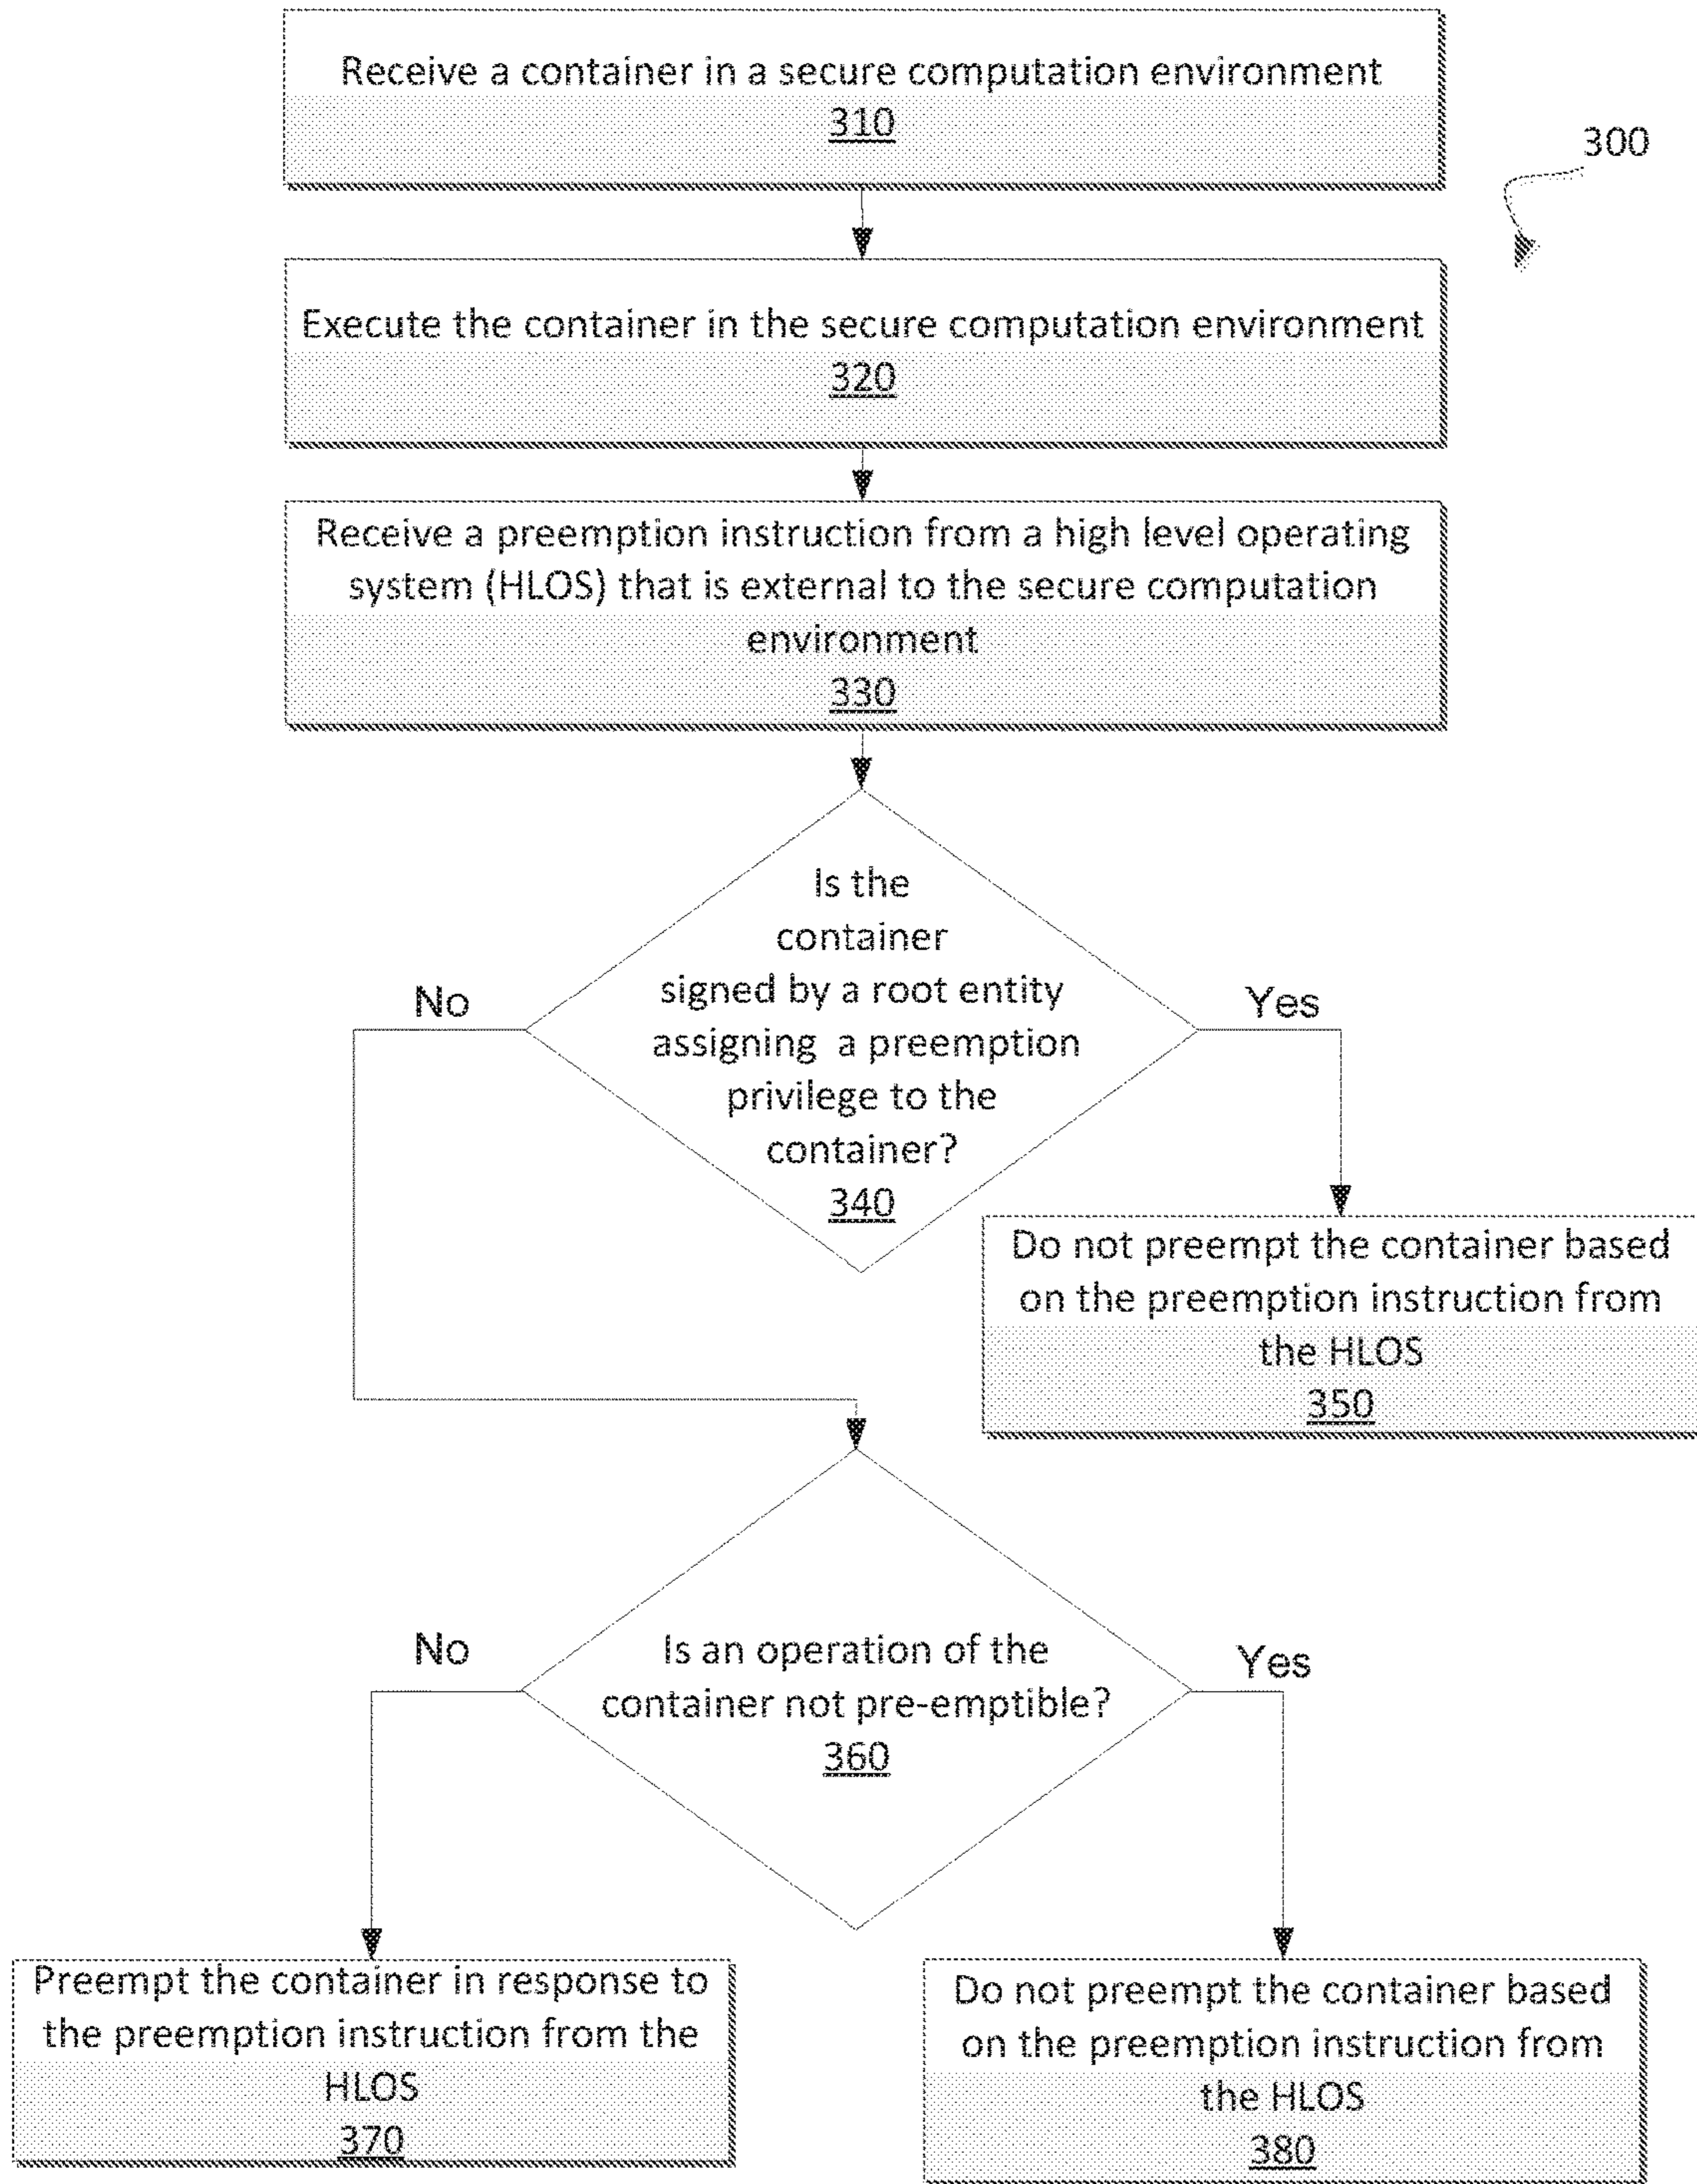 Receive a container in a secure computation environment
310
300
Execute the container in the secure computation environment
320
Receive a preemption instruction from a high level operating
system (HLOS) that is external to the secure computation
environment
330
Is the
container
signed by a root entity
assigning a preemption
privilege to the
container?
340
No
Yes
Do not preempt the container based
on the preemption instruction from
the HLOS
350
Is an operation of the
container not pre-emptible?
360
No
Yes
Preempt the container in response to
the preemption instruction from the
HLOS
370
Do not preempt the container based
on the preemption instruction from
the HLOS
380